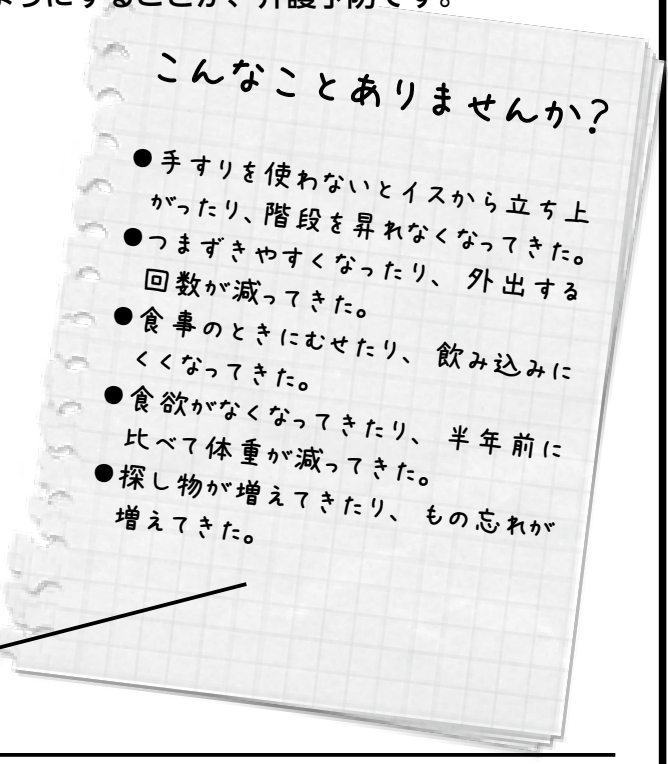 ようにすることが、介護予防です。
こんなことありませんか?
●手すりを使わないとイスから立ち上
がったり、階段を昇れなくなってきた。
●つまずきやすくなったり、外出する
回数が減ってきた。
●食事のときにむせたり、飲み込みに
くくなってきた。
●食欲がなくなってきたり、半年前に
比べて体重が減ってきた。
●探し物が増えてきたり、もの忘れが
増えてきた。